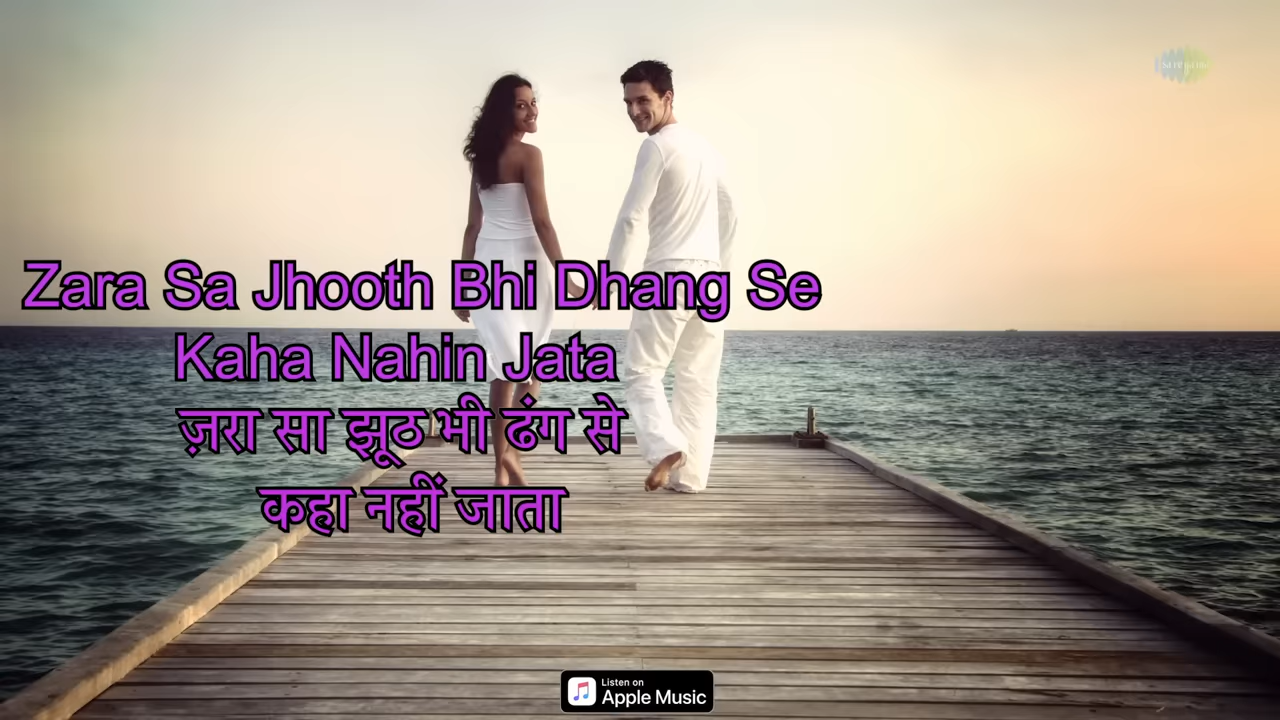 Zara Sa Jhooth Bhi Dhang Se
Kaha Nahin Jata
ज़रा सा झूठ भी ढंग से
कहा नहीं जाता
Listen on
Apple Music